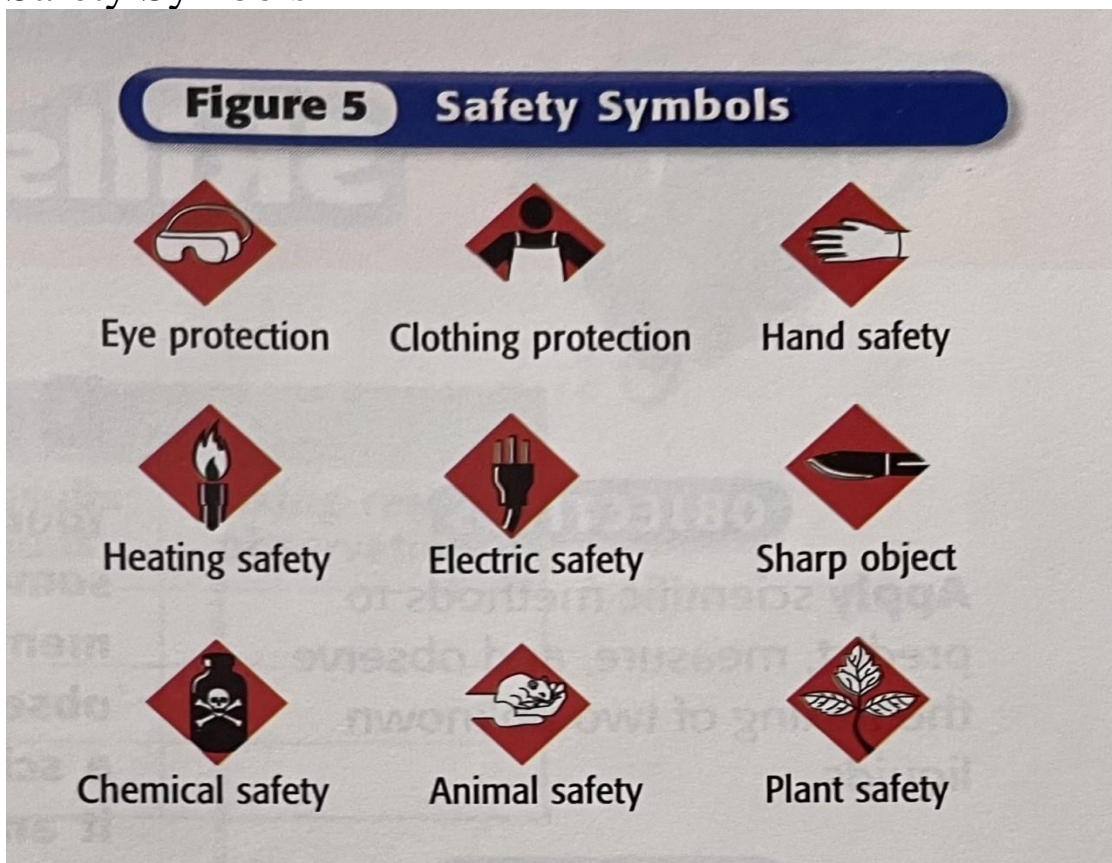 Figure 5 Safety Symbols
Eye protection Clothing protection Hand safety
Heating safety Electric safety Sharp object
Chemical safety Animal safety Plant safety